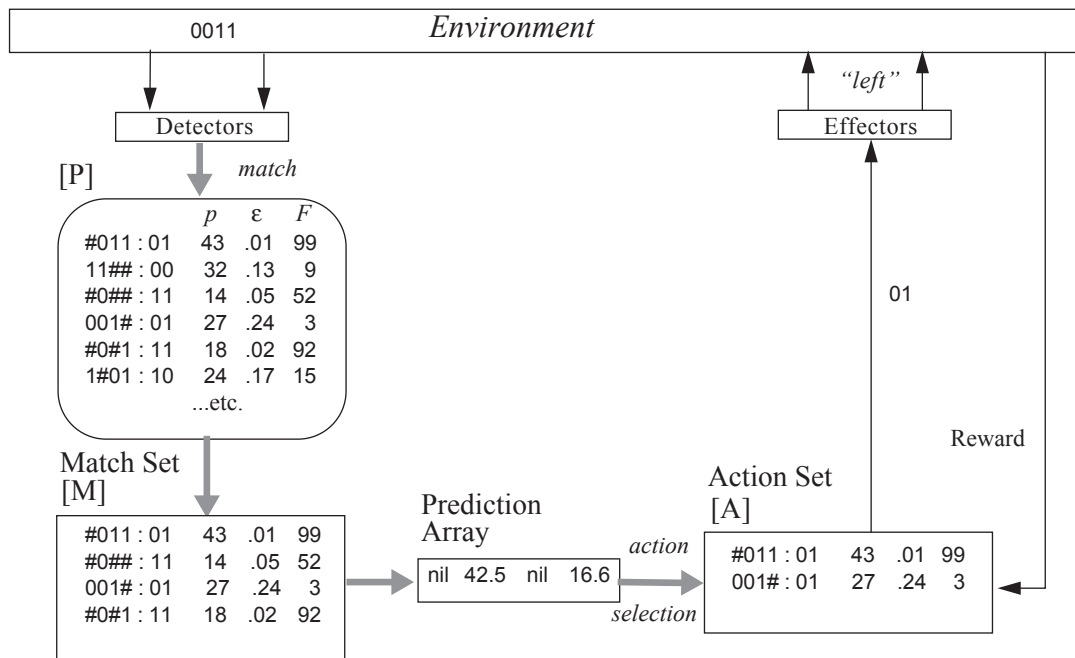 0011 Environment
"left"
Detectors
Effectors
match
[P]
p ε F
#011 : 01 43 .01 99
11## : 00 32 .13 9
#0## : 11 14 .05 52
001# : 01 27 .24 3
#0#1 : 11 18 .02 92
1#01 : 10 24 .17 15
...etc.
01
Reward
Match Set
[M]
#011 : 01 43 .01 99
#0## : 11 14 .05 52
001# : 01 27 .24 3
#0#1 : 11 18 .02 92
Prediction
Array
nil 42.5 nil 16.6
action
selection
Action Set
[A]
#011 : 01 43 .01 99
001# : 01 27 .24 3